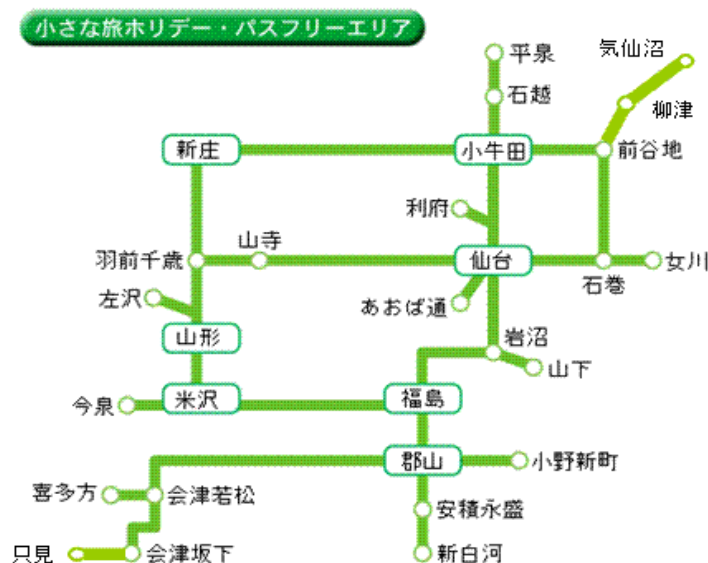 小さな旅ホリデー・パスフリーエリア
平泉
気仙沼
石越
柳津
新庄
小牛田
前谷地
利府
山寺
羽前千歳
仙台
女川
石巻
左沢
あおば通
岩沼
山形
山下
今泉
米沢
福島
郡山
小野新町
喜多方
会津若松
安積永盛
只見
会津坂下
新白河